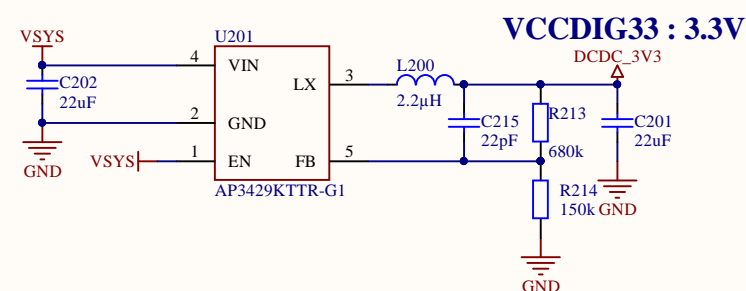 VCCDIG33 : 3.3V
VSYS
U201
DCDC_3V3
4
VIN
L200
C202
LX
3
22uF
2.2µH
R213
2
GND
C215
C201
22pF
22uF
GND
VSYS
1
EN
FB
5
680k
AP3429KTTR-G1
R214
150k
GND
GND